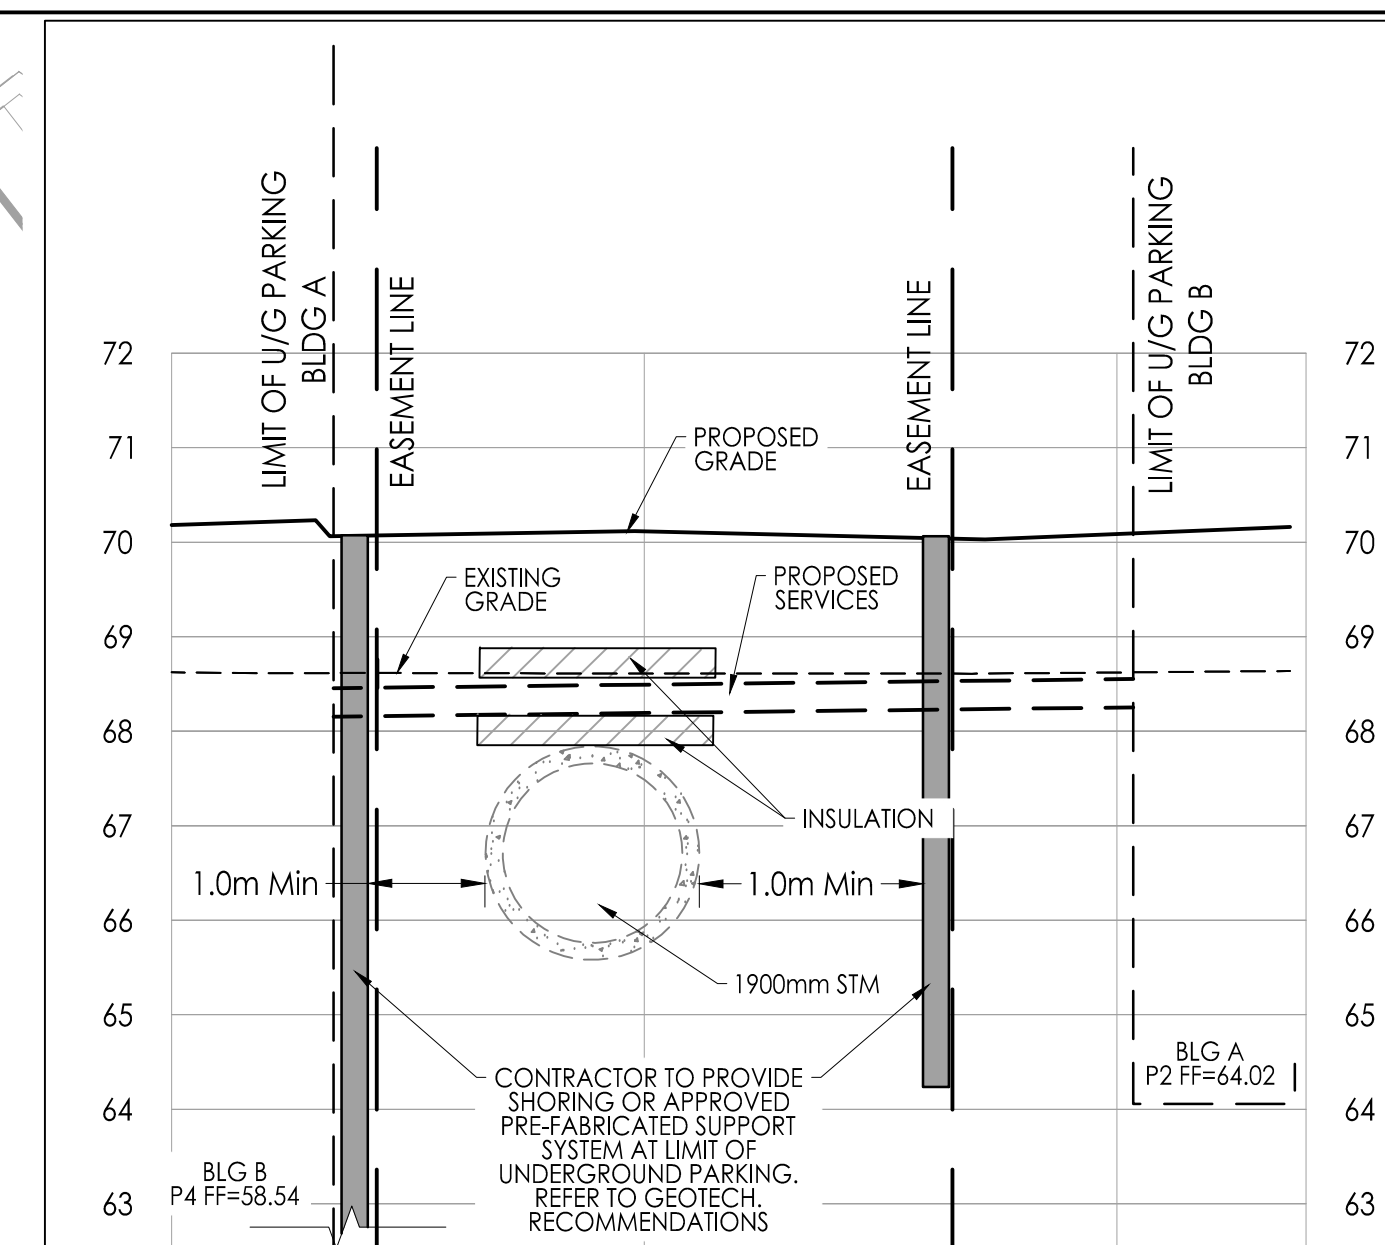 LIMIT OF U/G PARKING
BLDG A
EASEMENT LINE
EASEMENT LINE
LIMIT OF U/G PARKING
BLDG B
72
72
71
71
PROPOSED
GRADE
70
70
EXISTING
GRADE
PROPOSED
SERVICES
69
69
68
68
INSULATION
67
67
1.0m Min
1.0m Min
66
66
1900mm STM
65
65
BLG A
P2 FF=64.02
CONTRACTOR TO PROVIDE
SHORING OR APPROVED
PRE-FABRICATED SUPPORT
SYSTEM AT LIMIT OF
UNDERGROUND PARKING.
REFER TO GEOTECH.
RECOMMENDATIONS
64
64
BLG B
P4 FF=58.54
63
63